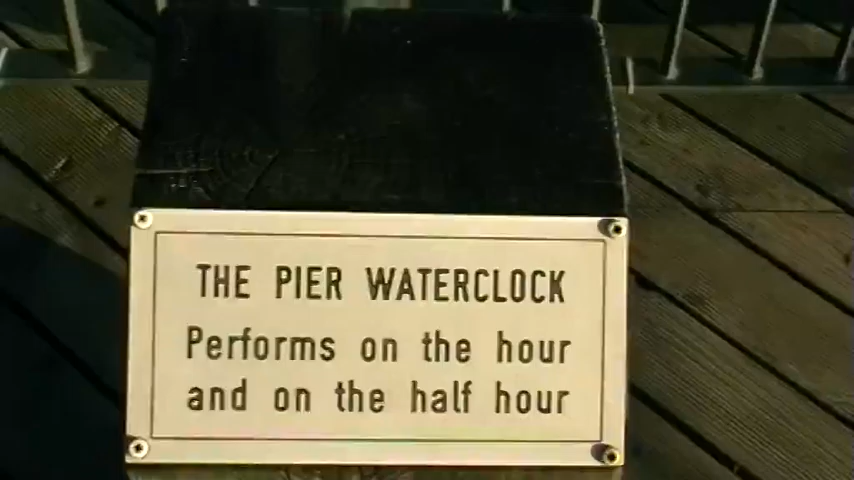 THE PIER WATERCLOCK
Performs on the hour
and on the half hour